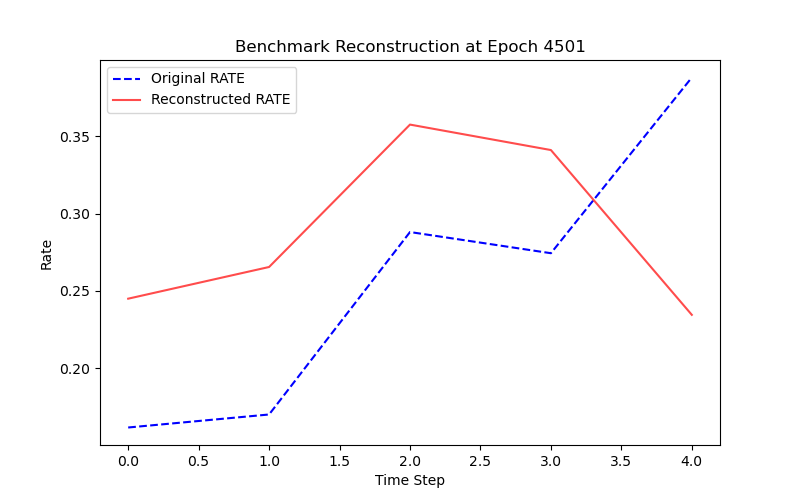 Benchmark Reconstruction at Epoch 4501
Original RATE
Reconstructed RATE
0.35
0.30
0.25
0.20
Rate
0.0 0.5 1.0 1.5 2.0 2.5 3.0 3.5 4.0
Time Step